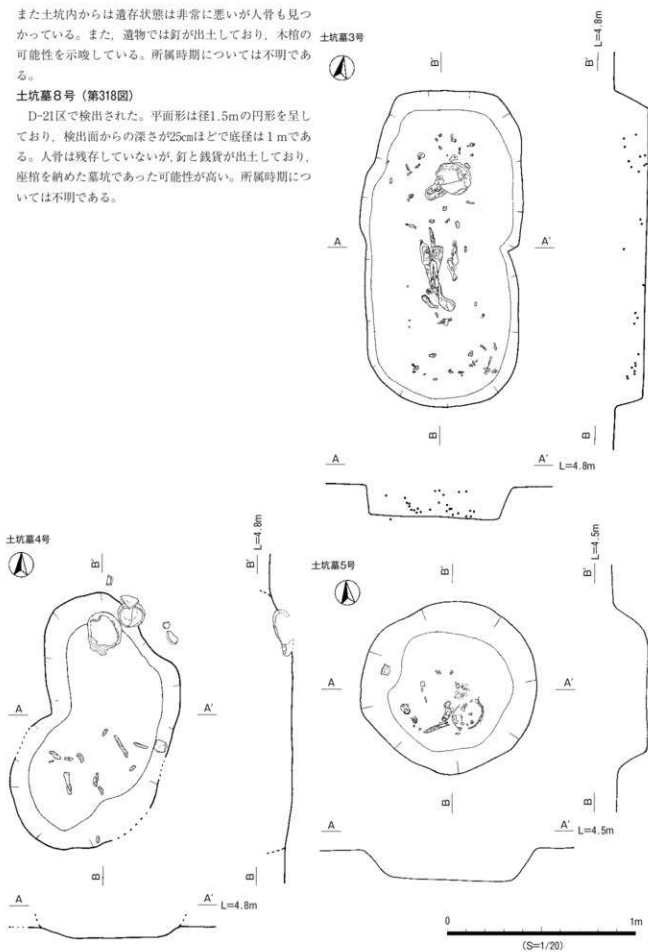 また土坑内からは遺存状態は非常に悪いが人骨も見つ
かっている。また，遺物では釘が出土しており，木棺の
可能性を示唆している。所属時期については不明であ
る。
土坑墓８号（第318図）
D-21区で検出された。平面形は径1.5mの円形を呈し
ており，検出面からの深さが25㎝ほどで底径は１ｍであ
る。人骨は残存していないが，釘と銭貨が出土しており，
座棺を納めた墓坑であった可能性が高い。所属時期につ
いては不明である。
土坑墓3号
B'
B'
L=4.8m
A
A'
B
B
A
A'
L=4.8m
土坑墓4号
B'
B'
L=4.8m
A
A'
B
B
A
A'
L=4.8m
土坑墓5号
B'
B'
L=4.5m
A
A'
B
B
A
A'
L=4.5m
0
1m
(S=1/20)